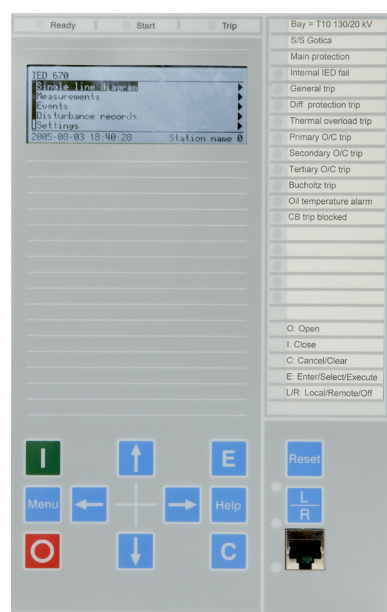 Ready
Start
Trip
IED 670
Single line diagram
Measurements
Events
Disturbance records
Settings
2005-08-03 18:40:28 Station name 0
Bay = T10 130/20 kV
S/S Gotica
Main protection
Internal IED fail
General trip
Diff. protection trip
Thermal overload trip
Primary O/C trip
Secondary O/C trip
Tertiary O/C trip
Bucholtz trip
Oil temperature alarm
CB trip blocked
O: Open
I: Close
C: Cancel/Clear
E: Enter/Select/Execute
L/R: Local/Remote/Off
I
E
Reset
Menu
Help
L
R
O
C